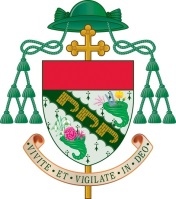 VIVITE · ET · VIGILATE · IN · DEO